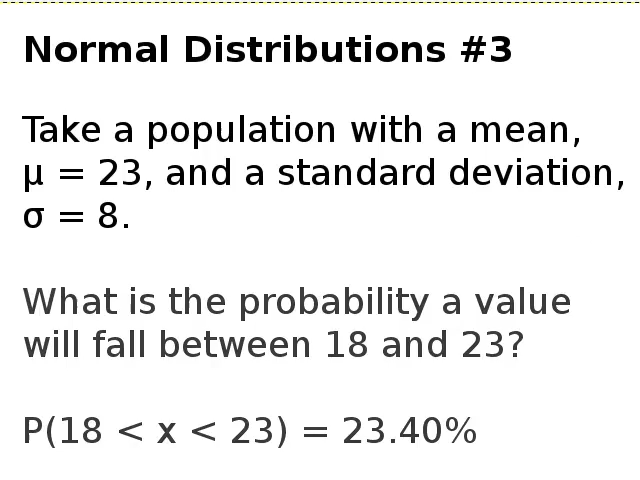 Normal Distributions #3
Take a population with a mean,
μ = 23, and a standard deviation,
σ = 8.
What is the probability a value
will fall between 18 and 23?
P(18 < x < 23) = 23.40%